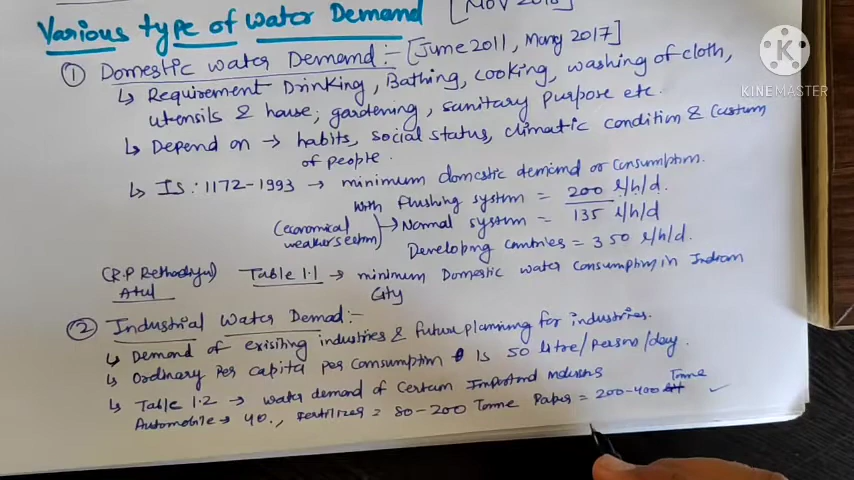 [Nov 2018]
Various type of water Demand
① Domestic water Demand :- [June 2011, Many 2017]
↳ Requirement Drinking, Bathing, cooking, washing of cloth,
utensils & house; gardening, sanitary purpose etc.
↳ Depend on → habits, social status, climatic condition & Custum
of people.
↳ IS : 1172-1993 → minimum domestic demand or consumption.
with flushing system = 200 l/h/d.
(economical weaker section) → Normal system = 135 l/h/d
Developing countries = 350 l/h/d.
Atul Table 1.1 → minimum Domestic water consumption in Indian
City
② Industrial Water Demad :-
↳ Demand of exisiting industries & future planning for industries.
↳ Ordinary Per capita per consumption is 50 litre/person/day.
↳ Table 1.2 → water demand of certain Important industries
Automobile → 40., fertilizer = 80-200 Tonne Paper = 200-400 Tonne
KINEMASTER